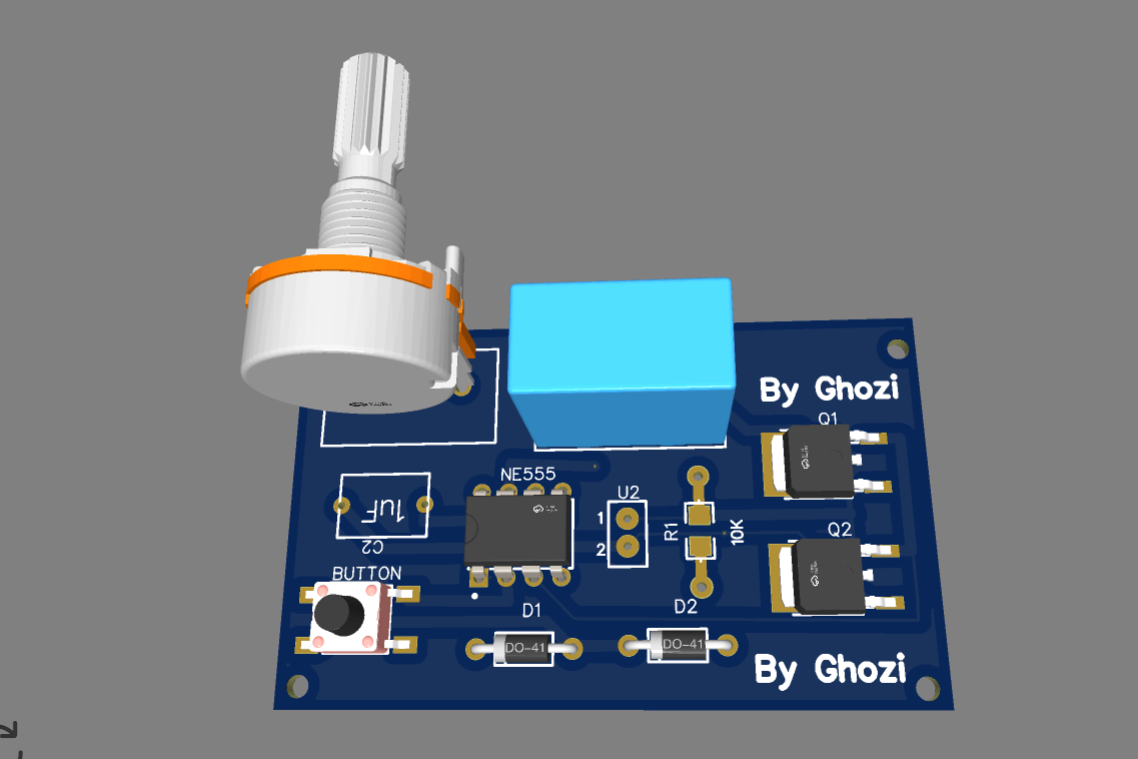 By Ghozi
Q1
NE555
U2
1
2
R1
10K
1uF
C2
Q2
BUTTON
D1
D2
DO-41
DO-41
By Ghozi